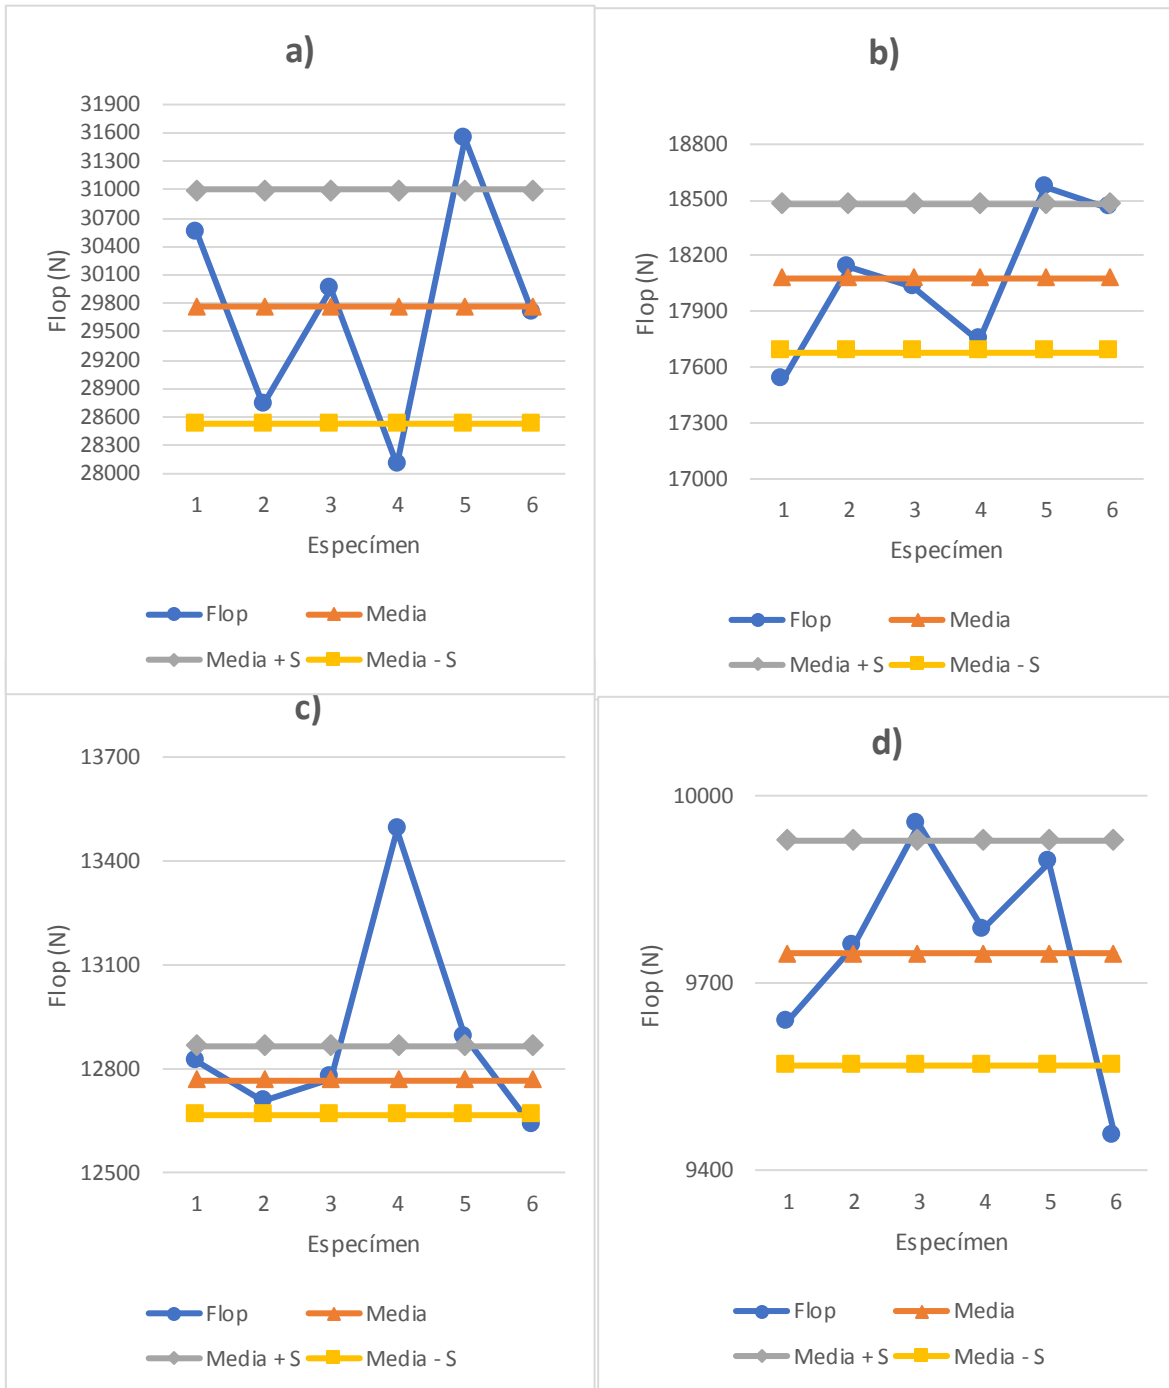 a)
31900
31600
31300
31000
30700
30400
30100
29800
29500
29200
28900
28600
28300
28000
Flop (N)
1 2 3 4 5 6
Especímen
Flop Media
Media + S Media - S
b)
18800
18500
18200
17900
17600
17300
17000
Flop (N)
1 2 3 4 5 6
Especímen
Flop Media
Media + S Media - S
c)
13700
13400
13100
12800
12500
Flop (N)
1 2 3 4 5 6
Especímen
Flop Media
Media + S Media - S
d)
10000
9700
9400
Flop (N)
1 2 3 4 5 6
Especímen
Flop Media
Media + S Media - S